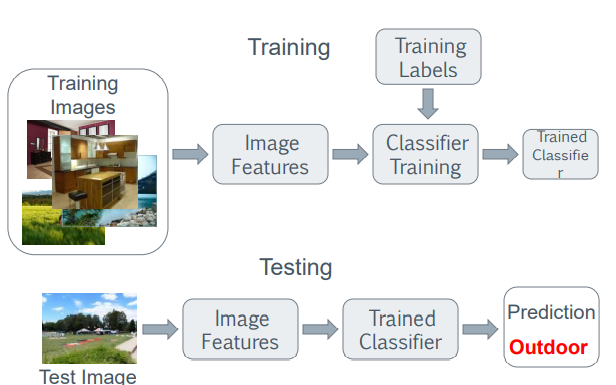 Training
Training
Labels
Training
Images
Image
Features
Classifier
Training
Trained
Classifie
r
Testing
Image
Features
Trained
Classifier
Prediction
Outdoor
Test Image